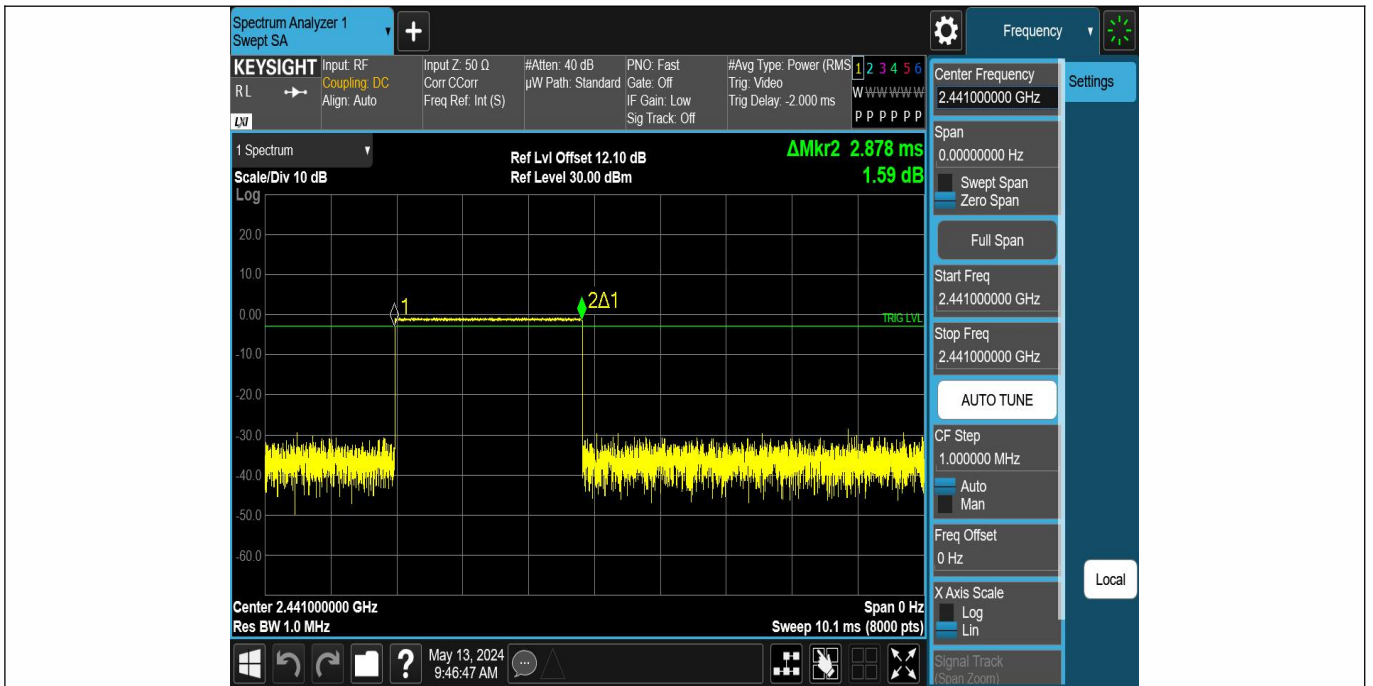 Spectrum Analyzer 1
Swept SA
Frequency
KEYSIGHT
RL
LXI
Input: RF
Coupling: DC
Align: Auto
Input Z: 50 Ω
Corr CCorr
Freq Ref: Int (S)
#Atten: 40 dB
µW Path: Standard
PNO: Fast
Gate: Off
IF Gain: Low
Sig Track: Off
#Avg Type: Power (RMS
Trig: Video
Trig Delay: -2.000 ms
1 2 3 4 5 6
W W W W W W
P P P P P P
1 Spectrum
Scale/Div 10 dB
Log
Ref Lvl Offset 12.10 dB
Ref Level 30.00 dBm
ΔMkr2 2.878 ms
1.59 dB
20.0
10.0
0.00
-10.0
-20.0
-30.0
-40.0
-50.0
-60.0
1
2Δ1
TRIG LVL
Center 2.441000000 GHz
Res BW 1.0 MHz
Span 0 Hz
Sweep 10.1 ms (8000 pts)
Center Frequency
2.441000000 GHz
Span
0.00000000 Hz
Swept Span
Zero Span
Full Span
Start Freq
2.441000000 GHz
Stop Freq
2.441000000 GHz
AUTO TUNE
CF Step
1.000000 MHz
Auto
Man
Freq Offset
0 Hz
X Axis Scale
Log
Lin
Signal Track
(Span Zoom)
Settings
Local
?
May 13, 2024
9:46:47 AM